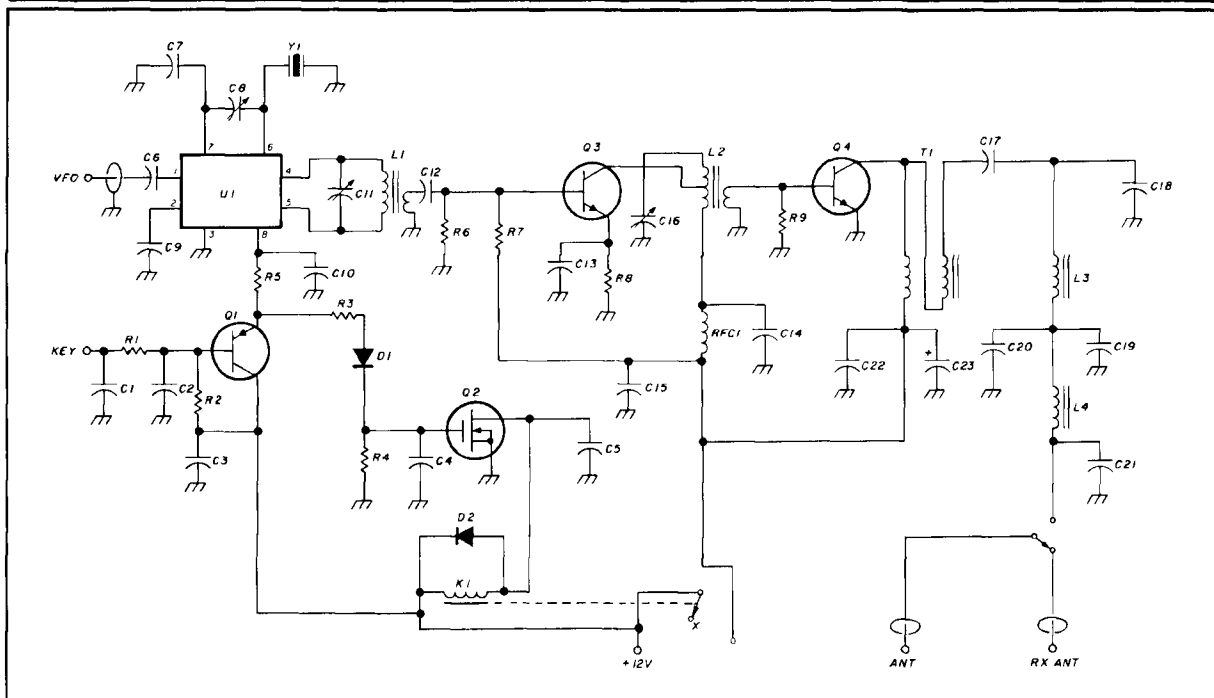 C7
Y1
C8
7
6
VFO
C6
1
U1
4
L1
C12
Q3
L2
Q4
T1
C17
2
5
C11
C16
C18
C9
3
8
R6
R7
C13
R8
R9
L3
R5
C10
RFC1
C14
Q1
R3
C22
+
C23
C20
C19
KEY
R1
D1
C15
C1
C2
R2
Q2
L4
C3
R4
C4
C5
C21
D2
K1
X
+12V
ANT
RX ANT